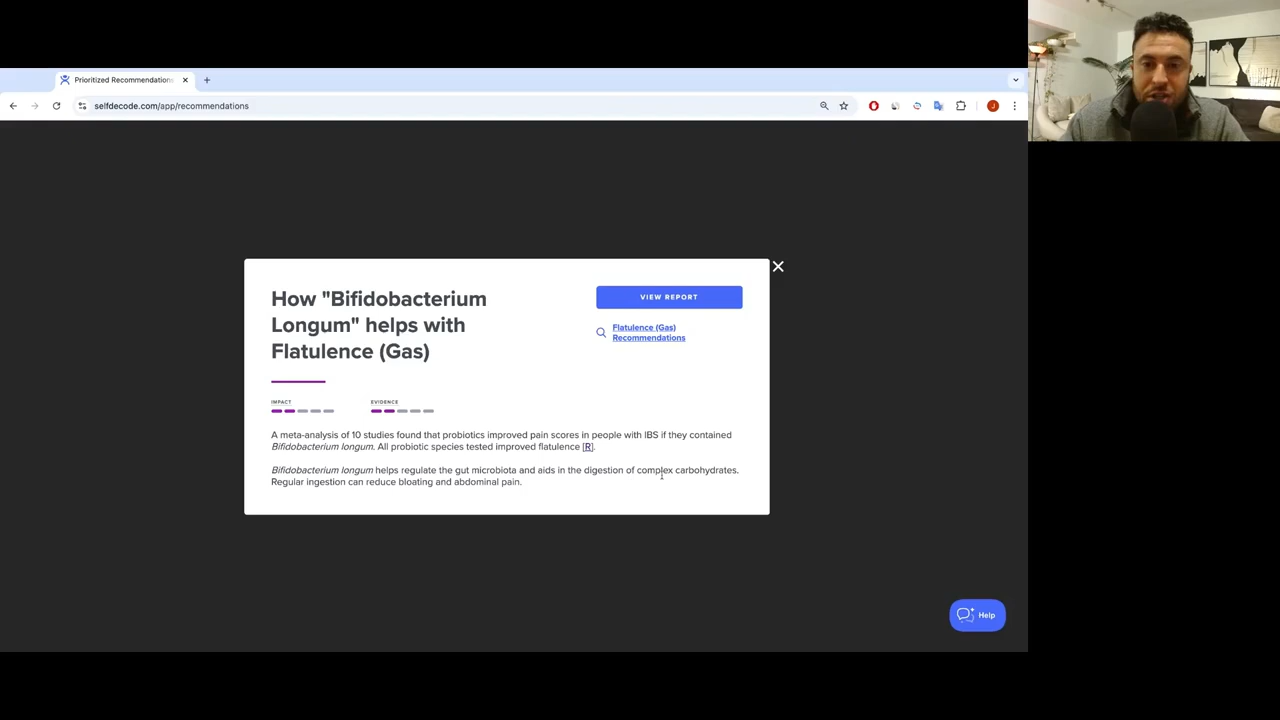 Prioritized Recommendation
selfdecode.com/app/recommendations
J
How "Bifidobacterium
Longum" helps with
Flatulence (Gas)
VIEW REPORT
Flatulence (Gas)
Recommendations
IMPACT
EVIDENCE
A meta-analysis of 10 studies found that probiotics improved pain scores in people with IBS if they contained
Bifidobacterium longum. All probiotic species tested improved flatulence [R].
Bifidobacterium longum helps regulate the gut microbiota and aids in the digestion of complex carbohydrates.
Regular ingestion can reduce bloating and abdominal pain.
Help